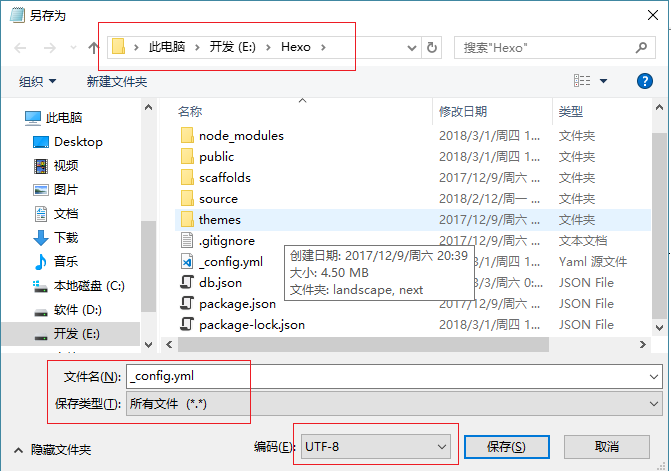 另存为
此电脑 > 开发 (E:) > Hexo >
搜索"Hexo"
组织 新建文件夹
名称 修改日期 类型
此电脑
Desktop
视频
图片
文档
下载
音乐
本地磁盘 (C:)
软件 (D:)
开发 (E:)
node_modules 2018/3/1/周四 1... 文件夹
public 2018/3/1/周四 1... 文件夹
scaffolds 2017/12/9/周六 ... 文件夹
source 2018/2/12/周一 ... 文件夹
themes 2017/12/9/周六 ... 文件夹
.gitignore 2017/12/9/周六 ... 文本文档
_config.yml 2018/3/1/周四 1... Yaml 源文件
db.json 2018/3/3/周六 0:... JSON File
package.json 2018/3/1/周四 1... JSON File
package-lock.json 2018/3/1/周四 1... JSON File
创建日期: 2017/12/9/周六 20:39
大小: 4.50 MB
文件夹: landscape, next
文件名(N): _config.yml
保存类型(T): 所有文件 (*.*)
隐藏文件夹 编码(E): UTF-8 保存(S) 取消